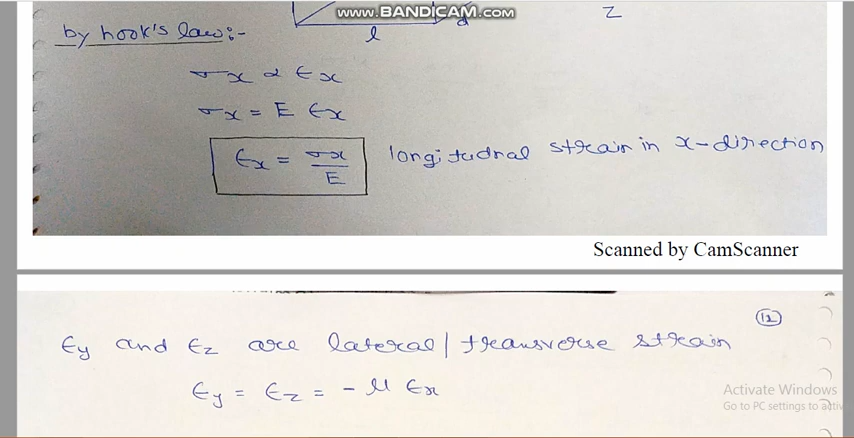 www.BANDICAM.com
z
by hook's law:-
l
d
σx α ϵx
σx = E ϵx
ϵx = σx/E longitudnal strain in x-direction
Scanned by CamScanner
12
ϵy and ϵz are lateral/transverse strain
ϵy = ϵz = - μ ϵx
Activate Windows
Go to PC settings to activ